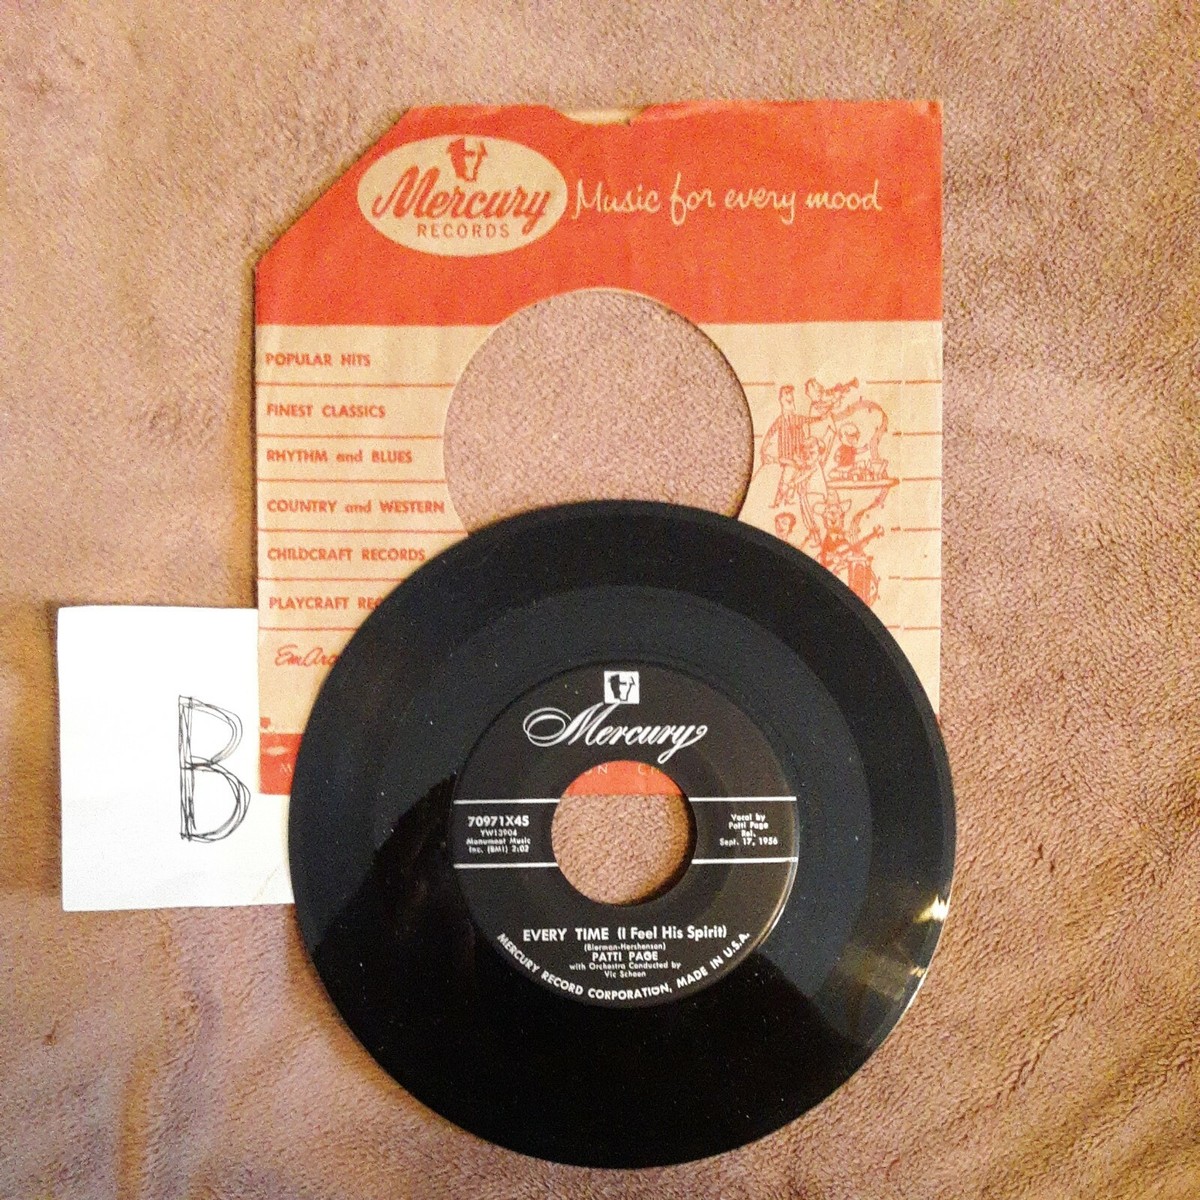 Mercury
RECORDS
Music for every mood
POPULAR HITS
FINEST CLASSICS
RHYTHM and BLUES
COUNTRY and WESTERN
CHILDCRAFT RECORDS
PLAYCRAFT
B
Mercury
70971X45
YW13904
Monument Music
Inc. (BMI) 2:02
Vocal by
Patti Page
Rel.
Sept. 17, 1956
EVERY TIME (I Feel His Spirit)
(Bierman-Hershenson)
PATTI PAGE
with Orchestra Conducted by
Vic Schoen
MERCURY RECORD CORPORATION, MADE IN U.S.A.